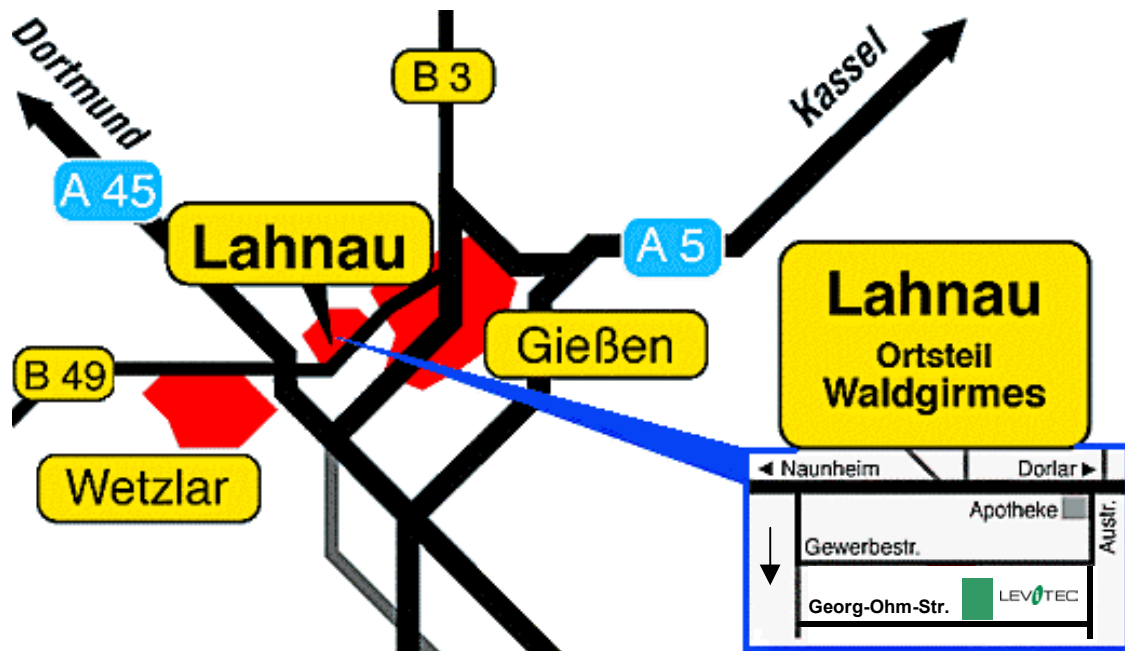 Dortmund
B 3
Kassel
A 45
Lahnau
A 5
Gießen
B 49
Wetzlar
Lahnau
Ortsteil
Waldgirmes
Naunheim
Dorlar
Apotheke
Austr.
Gewerbestr.
Georg-Ohm-Str.
LEViTEC